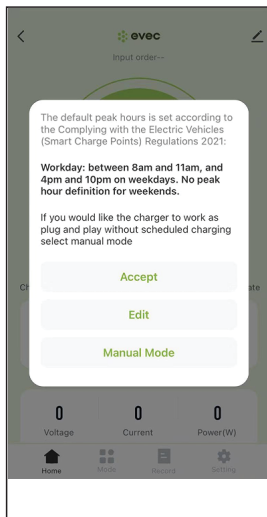 evec
Input order--
The default peak hours is set according to
the Complying with the Electric Vehicles
(Smart Charge Points) Regulations 2021:
Workday: between 8am and 11am, and
4pm and 10pm on weekdays. No peak
hour definition for weekends.
If you would like the charger to work as
plug and play without scheduled charging
select manual mode
Accept
Edit
Manual Mode
0 0 0
Voltage Current Power(W)
Home Mode Record Setting